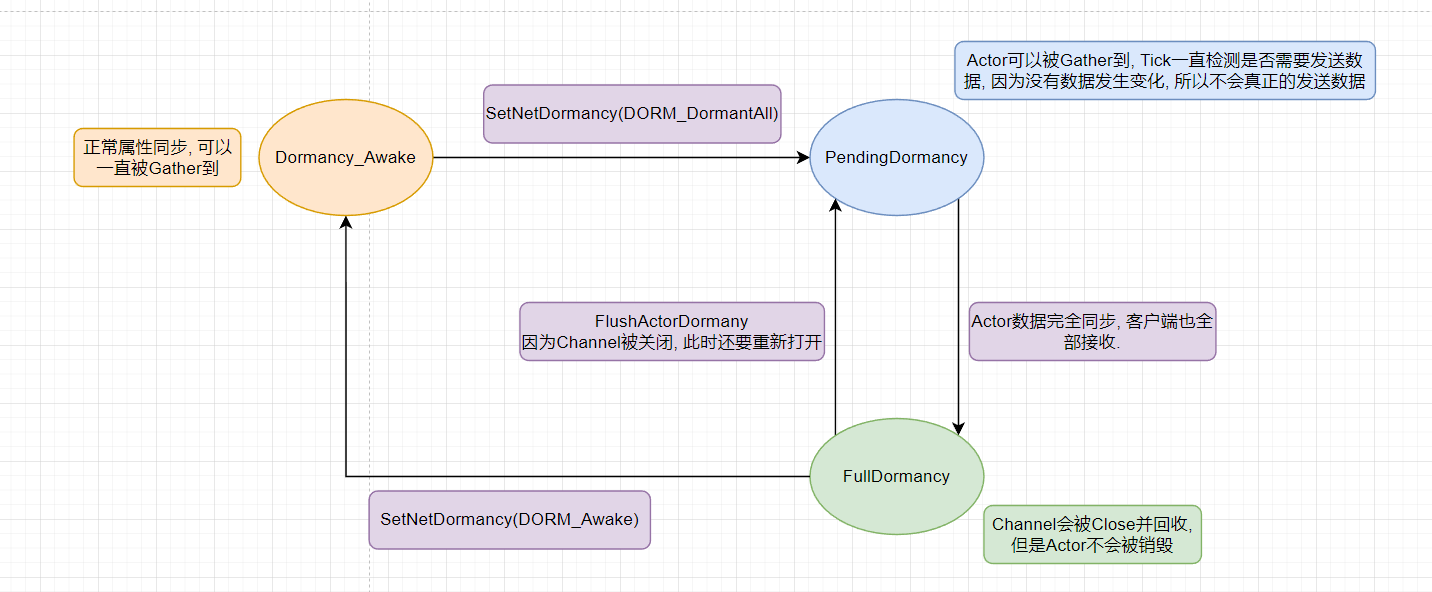 Actor可以被Gather到, Tick一直检测是否需要发送数
据, 因为没有数据发生变化, 所以不会真正的发送数据
SetNetDormancy(DORM_DormantAll)
正常属性同步, 可以
一直被Gather到
Dormancy_Awake
PendingDormancy
FlushActorDormany
因为Channel被关闭, 此时还要重新打开
Actor数据完全同步, 客户端也全
部接收.
FullDormancy
SetNetDormancy(DORM_Awake)
Channel会被Close并回收,
但是Actor不会被销毁